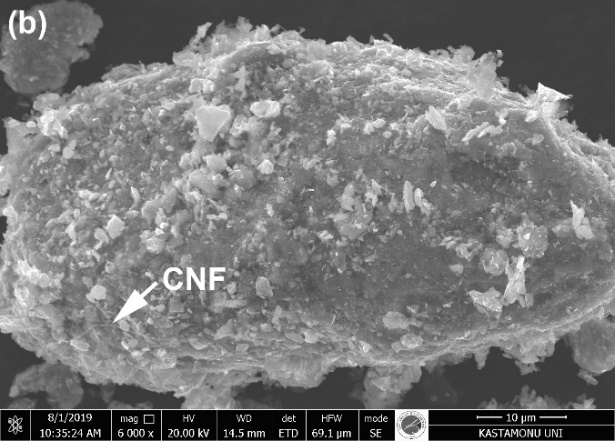 (b)
CNF
8/1/2019 mag HV WD det HFW mode 10 µm
10:35:24 AM 6 000 x 20.00 kV 14.5 mm ETD 69.1 µm SE KASTAMONU UNI